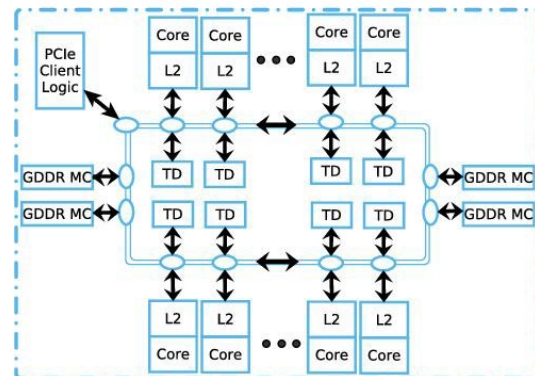 PCIe
Client
Logic
Core Core Core Core
L2 L2 L2 L2
GDDR MC TD TD TD TD GDDR MC
GDDR MC TD TD TD TD GDDR MC
L2 L2 L2 L2
Core Core Core Core